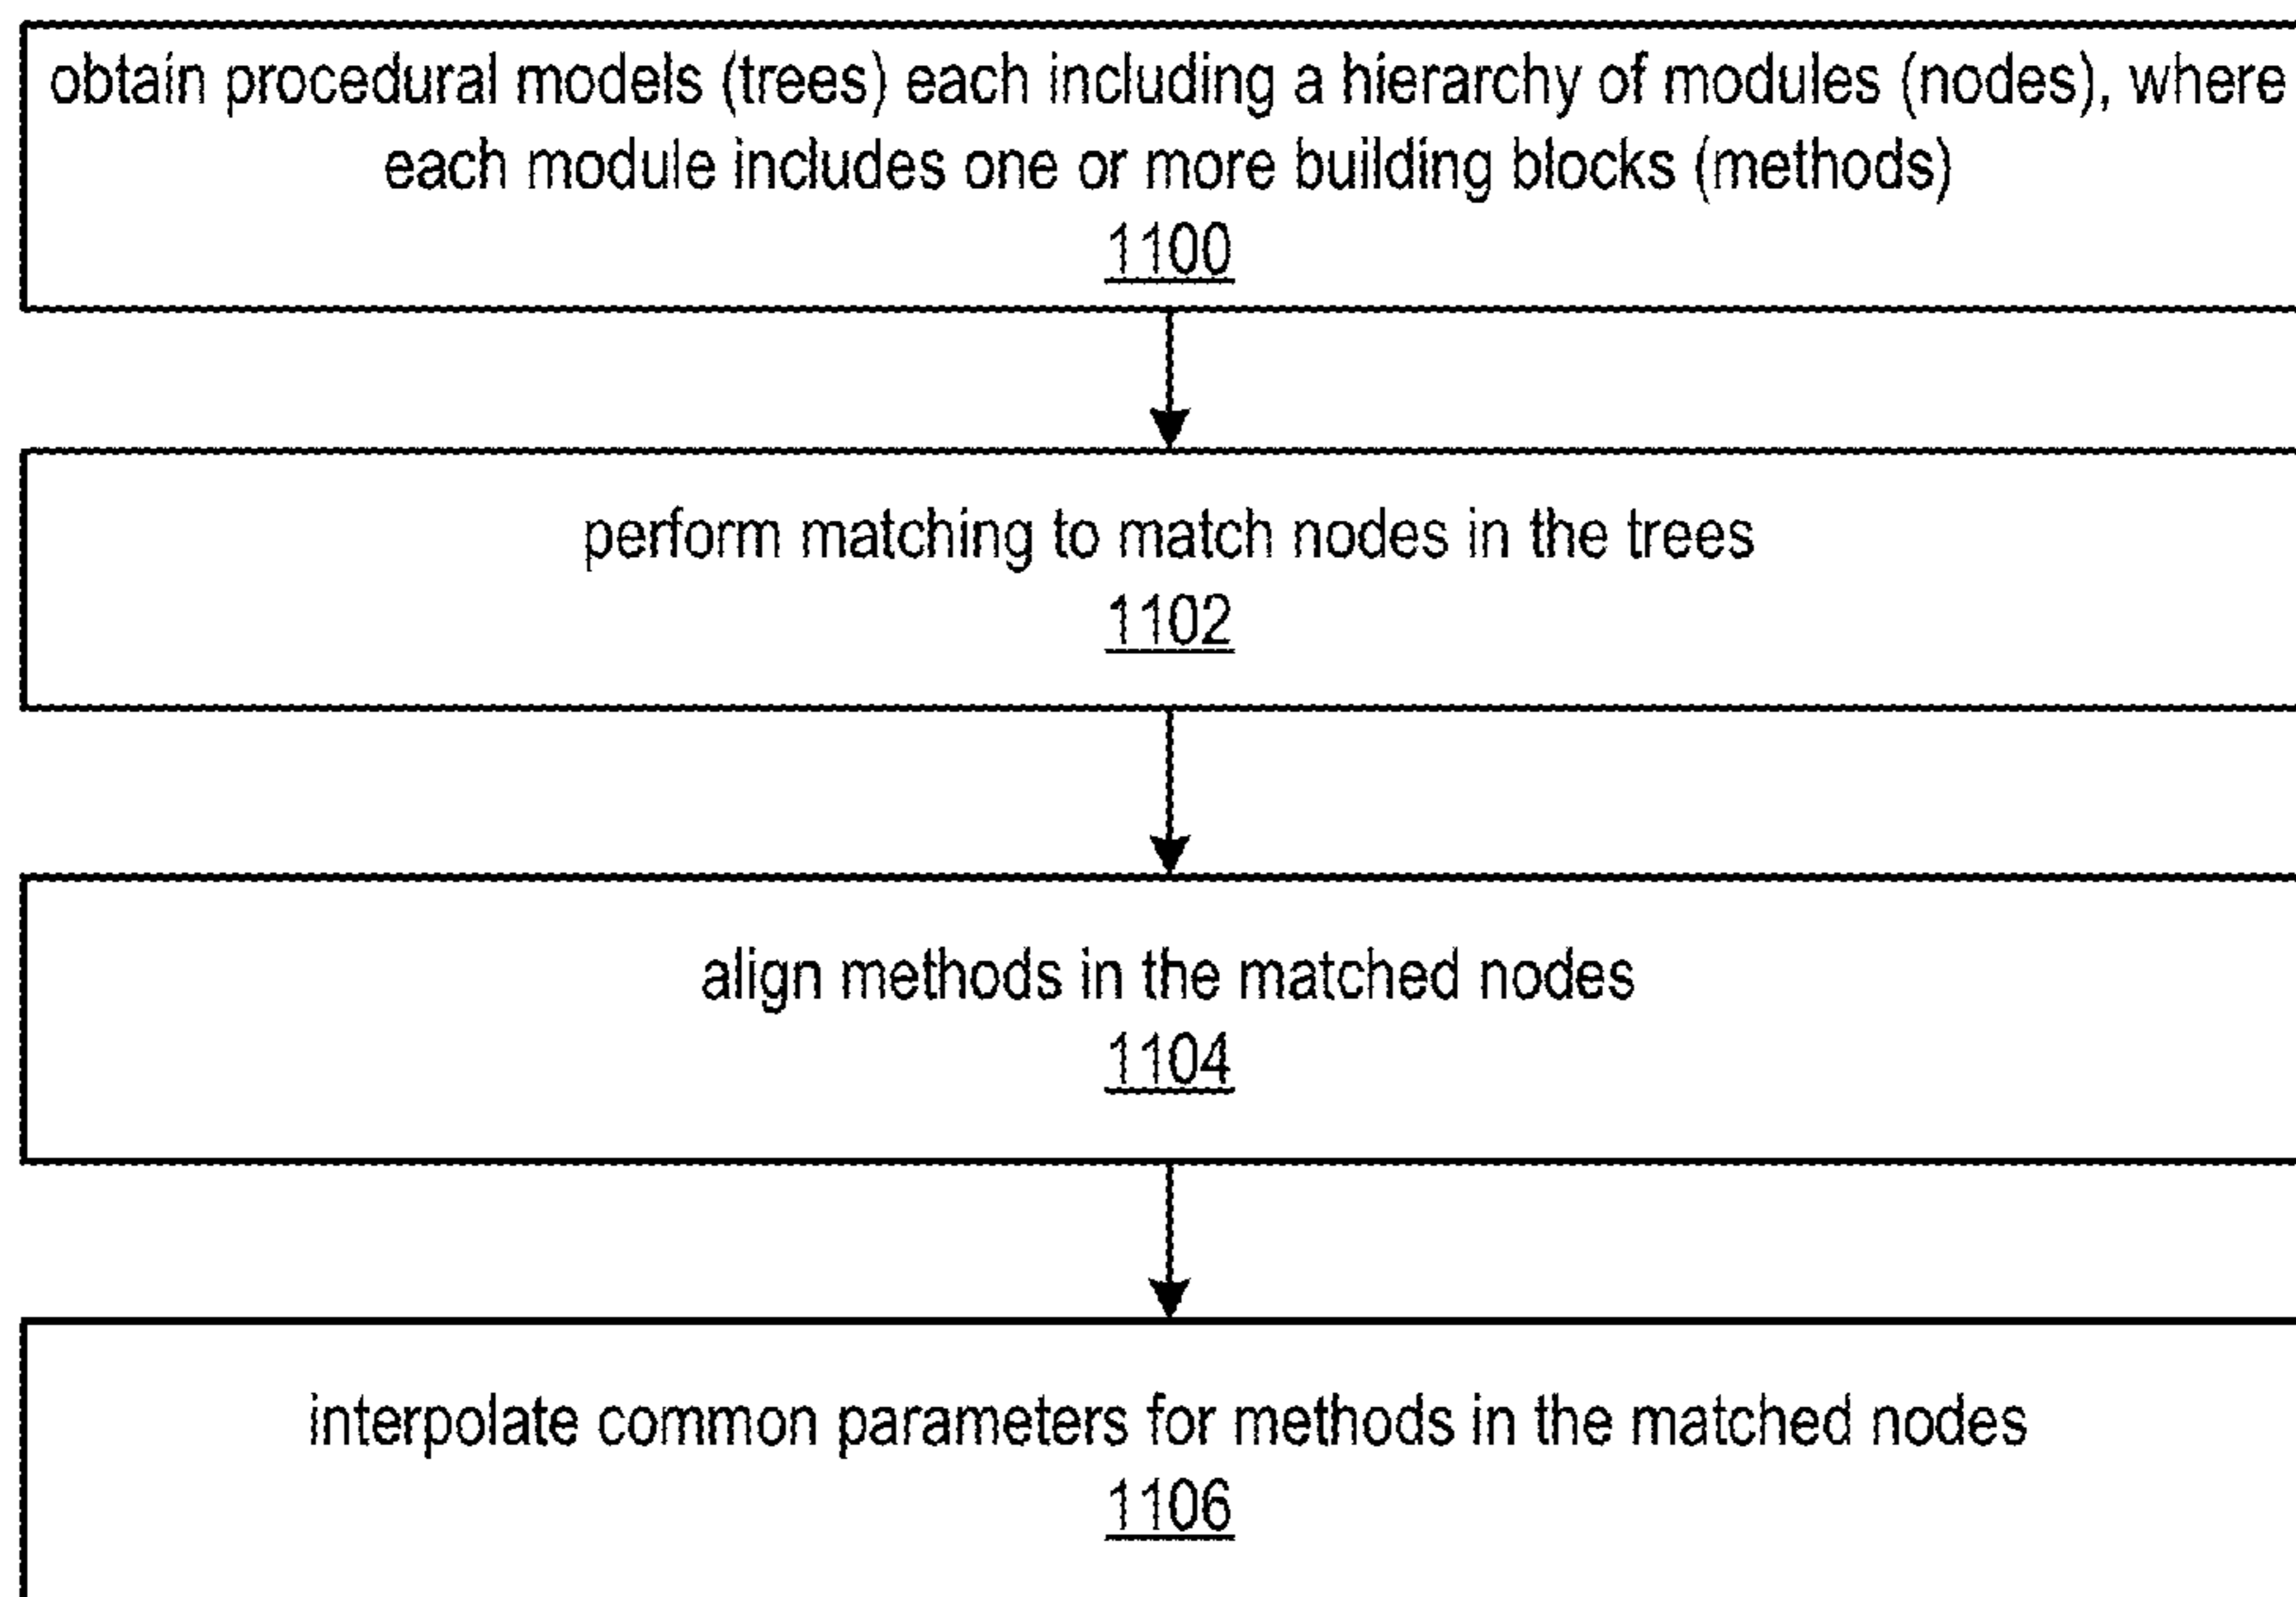 obtain procedural models (trees) each including a hierarchy of modules (nodes), where
each module includes one or more building blocks (methods)
1100
perform matching to match nodes in the trees
1102
align methods in the matched nodes
1104
interpolate common parameters for methods in the matched nodes
1106